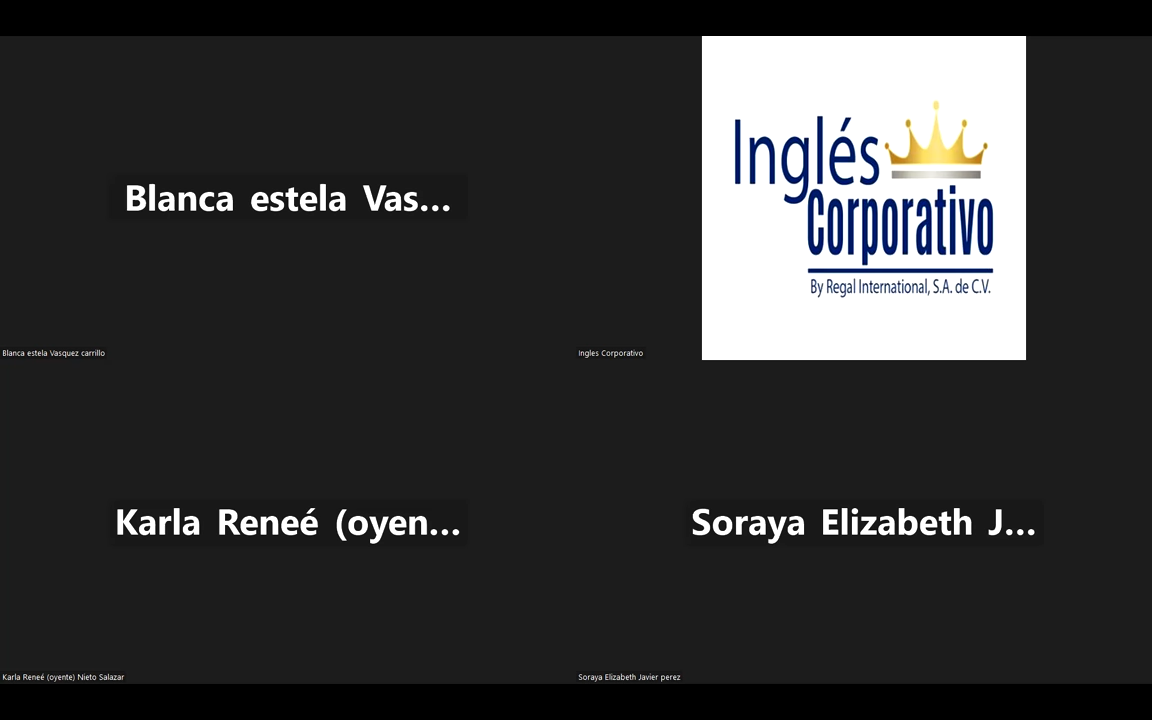 Blanca estela Vas...
Blanca estela Vasquez carrillo
Inglés
Corporativo
By Regal International, S.A. de C.V.
Ingles Corporativo
Karla Reneé (oyen...
Karla Reneé (oyente) Nieto Salazar
Soraya Elizabeth J...
Soraya Elizabeth Javier perez